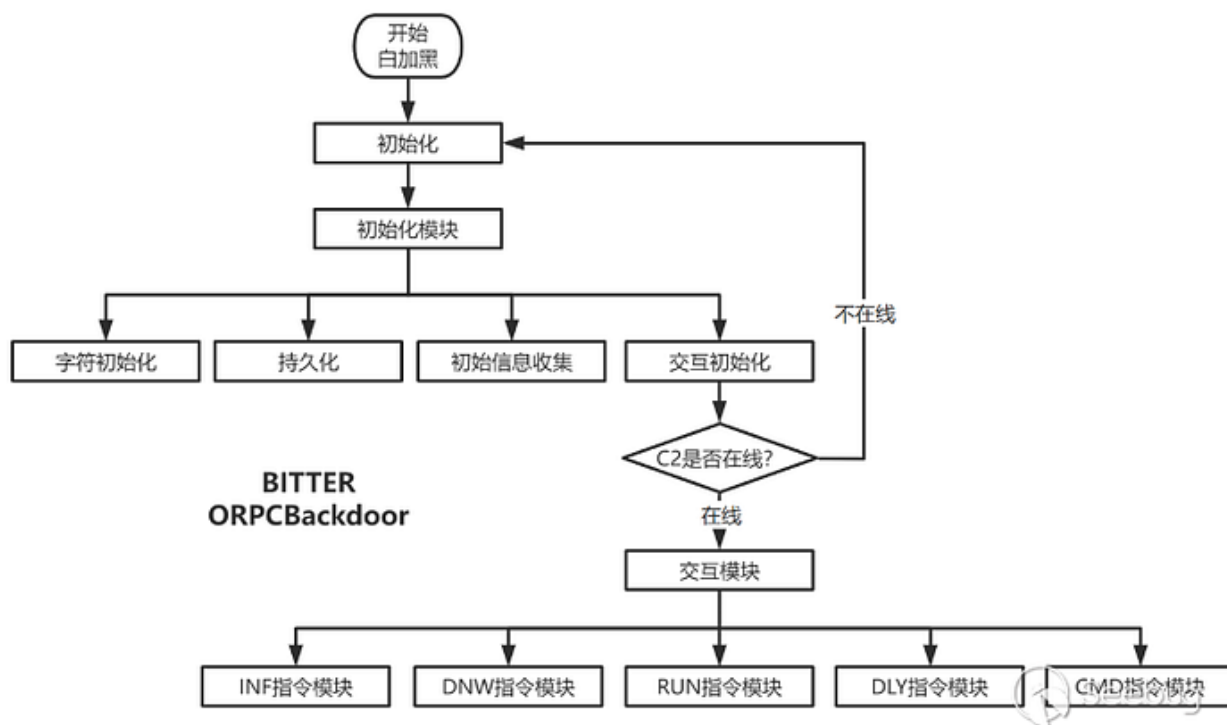 开始
白加黑
初始化
初始化模块
不在线
字符初始化
持久化
初始信息收集
交互初始化
C2是否在线?
BITTER
ORPCBackdoor
在线
交互模块
INF指令模块
DNW指令模块
RUN指令模块
DLY指令模块
CMD指令模块